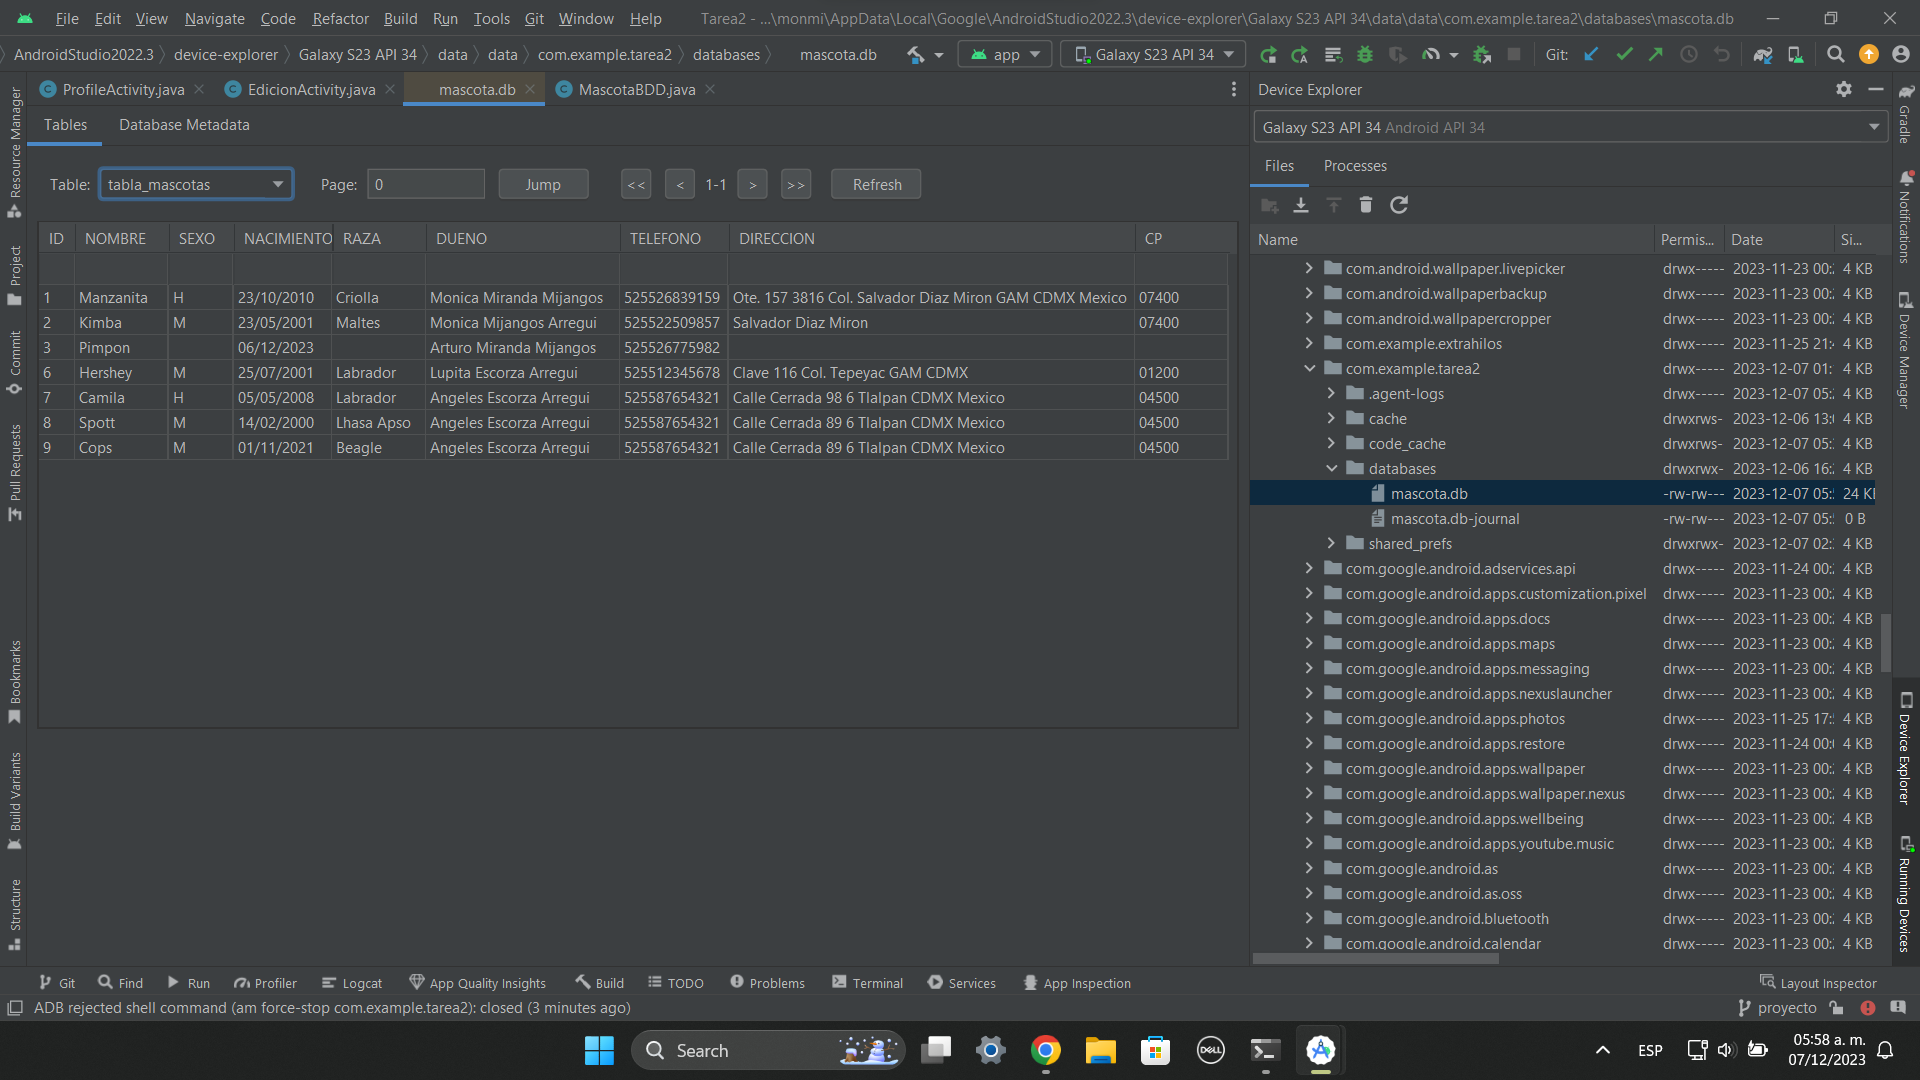 File Edit View Navigate Code Refactor Build Run Tools Git Window Help Tarea2 - ...\monmi\AppData\Local\Google\AndroidStudio2022.3\device-explorer\Galaxy S23 API 34\data\data\com.example.tarea2\databases\mascota.db
AndroidStudio2022.3 device-explorer Galaxy S23 API 34 data data com.example.tarea2 databases mascota.db app Galaxy S23 API 34 Git:
ProfileActivity.java EdicionActivity.java mascota.db MascotaBDD.java
Tables Database Metadata
Table: tabla_mascotas Page: 0 Jump << < 1-1 > >> Refresh
ID NOMBRE SEXO NACIMIENTO RAZA DUENO TELEFONO DIRECCION CP
1 Manzanita H 23/10/2010 Criolla Monica Miranda Mijangos 525526839159 Ote. 157 3816 Col. Salvador Diaz Miron GAM CDMX Mexico 07400
2 Kimba M 23/05/2001 Maltes Monica Mijangos Arregui 525522509857 Salvador Diaz Miron 07400
3 Pimpon 06/12/2023 Arturo Miranda Mijangos 525526775982
6 Hershey M 25/07/2001 Labrador Lupita Escorza Arregui 525512345678 Clave 116 Col. Tepeyac GAM CDMX 01200
7 Camila H 05/05/2008 Labrador Angeles Escorza Arregui 525587654321 Calle Cerrada 98 6 Tlalpan CDMX Mexico 04500
8 Spott M 14/02/2000 Lhasa Apso Angeles Escorza Arregui 525587654321 Calle Cerrada 89 6 Tlalpan CDMX Mexico 04500
9 Cops M 01/11/2021 Beagle Angeles Escorza Arregui 525587654321 Calle Cerrada 89 6 Tlalpan CDMX Mexico 04500
Device Explorer
Galaxy S23 API 34 Android API 34
Files Processes
Name Permis... Date Si...
com.android.wallpaper.livepicker drwx----- 2023-11-23 00: 4 KB
com.android.wallpaperbackup drwx----- 2023-11-23 00: 4 KB
com.android.wallpapercropper drwx----- 2023-11-23 00: 4 KB
com.example.extrahilos drwx----- 2023-11-25 21: 4 KB
com.example.tarea2 drwx----- 2023-12-07 01: 4 KB
.agent-logs drwx----- 2023-12-07 05: 4 KB
cache drwxrws- 2023-12-06 13: 4 KB
code_cache drwxrws- 2023-12-07 05: 4 KB
databases drwxrwx- 2023-12-06 16: 4 KB
mascota.db -rw-rw--- 2023-12-07 05: 24 K
mascota.db-journal -rw-rw--- 2023-12-07 05: 0 B
shared_prefs drwxrwx- 2023-12-07 02: 4 KB
com.google.android.adservices.api drwx----- 2023-11-24 00: 4 KB
com.google.android.apps.customization.pixel drwx----- 2023-11-23 00: 4 KB
com.google.android.apps.docs drwx----- 2023-11-23 00: 4 KB
com.google.android.apps.maps drwx----- 2023-11-23 00: 4 KB
com.google.android.apps.messaging drwx----- 2023-11-23 00: 4 KB
com.google.android.apps.nexuslauncher drwx----- 2023-11-23 00: 4 KB
com.google.android.apps.photos drwx----- 2023-11-25 17: 4 KB
com.google.android.apps.restore drwx----- 2023-11-24 00: 4 KB
com.google.android.apps.wallpaper drwx----- 2023-11-23 00: 4 KB
com.google.android.apps.wallpaper.nexus drwx----- 2023-11-23 00: 4 KB
com.google.android.apps.wellbeing drwx----- 2023-11-23 00: 4 KB
com.google.android.apps.youtube.music drwx----- 2023-11-23 00: 4 KB
com.google.android.as drwx----- 2023-11-23 00: 4 KB
com.google.android.as.oss drwx----- 2023-11-23 00: 4 KB
com.google.android.bluetooth drwx----- 2023-11-23 00: 4 KB
com.google.android.calendar drwx----- 2023-11-23 00: 4 KB
Resource Manager
Project
Commit
Pull Requests
Bookmarks
Build Variants
Structure
Gradle
Notifications
Device Manager
Device Explorer
Running Devices
Git Find Run Profiler Logcat App Quality Insights Build TODO Problems Terminal Services App Inspection Layout Inspector
ADB rejected shell command (am force-stop com.example.tarea2): closed (3 minutes ago) proyecto
Search DELL ESP 05:58 a. m.
07/12/2023